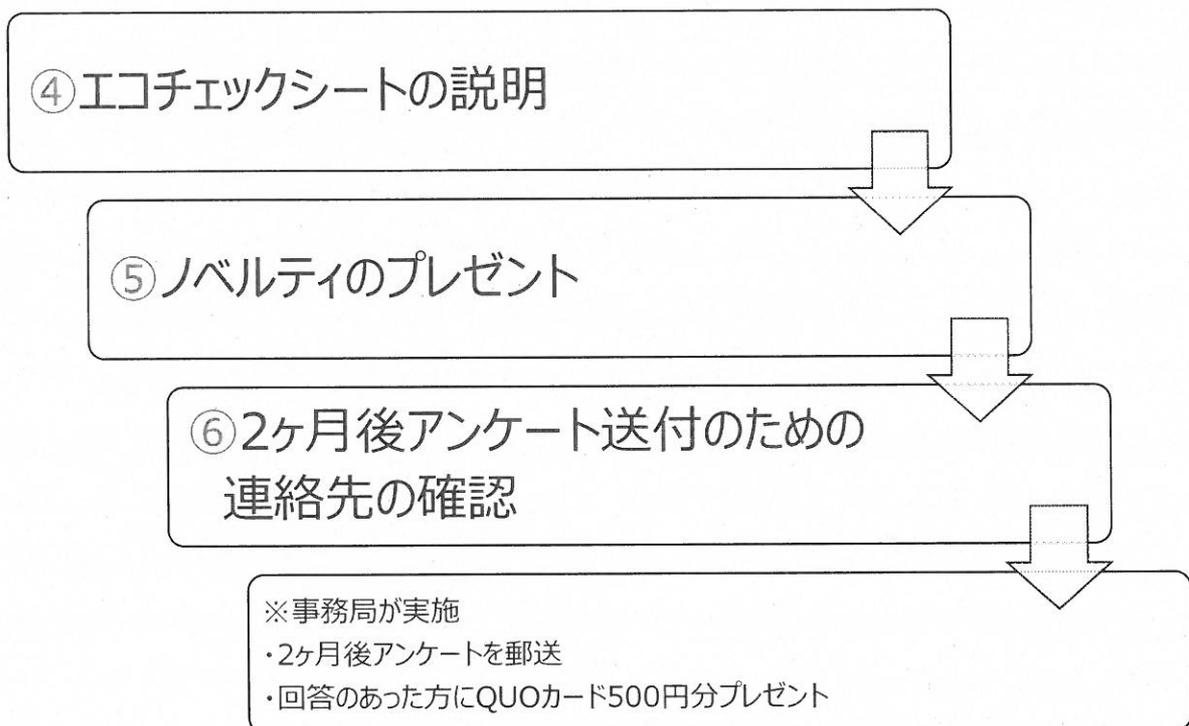 ④エコチェックシートの説明
⑤ノベルティのプレゼント
⑥2ヶ月後アンケート送付のための
連絡先の確認
※事務局が実施
・2ヶ月後アンケートを郵送
・回答のあった方にQUOカード500円分プレゼント